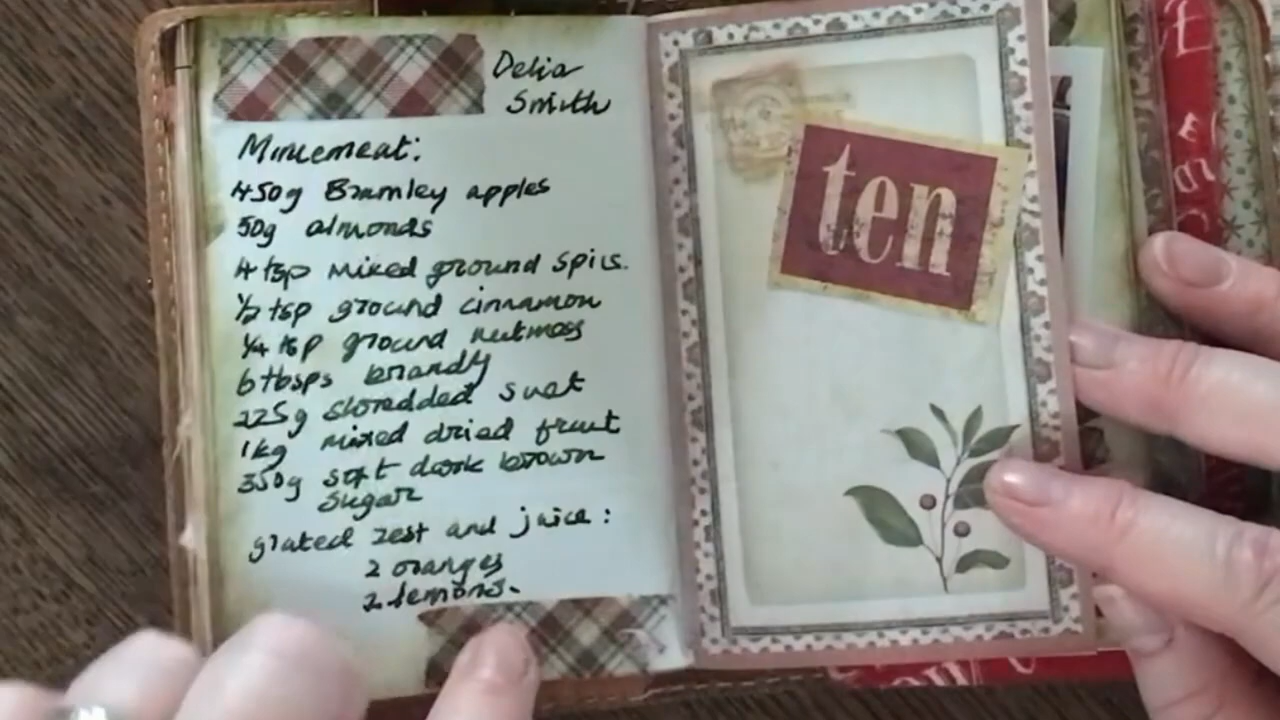 Delia
Smith
Mincemeat:
450g Bramley apples
50g almonds
4 tsp mixed ground spice.
½ tsp ground cinnamon
¼ tsp ground nutmeg
6 tbsps brandy
225g shredded suet
1kg mixed dried fruit
350g soft dark brown
sugar
grated zest and juice:
2 oranges
2 lemons.
ten